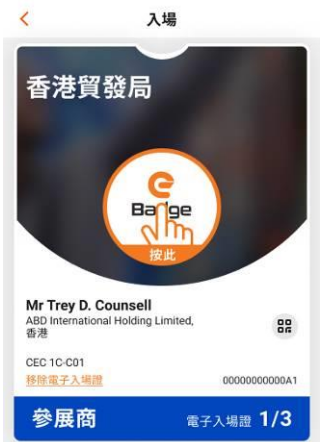 入場
香港貿發局
Badge
按此
Mr Trey D. Counsell
ABD International Holding Limited,
香港
CEC 1C-C01
移除電子入場證
00000000000A1
參展商
電子入場證 1/3